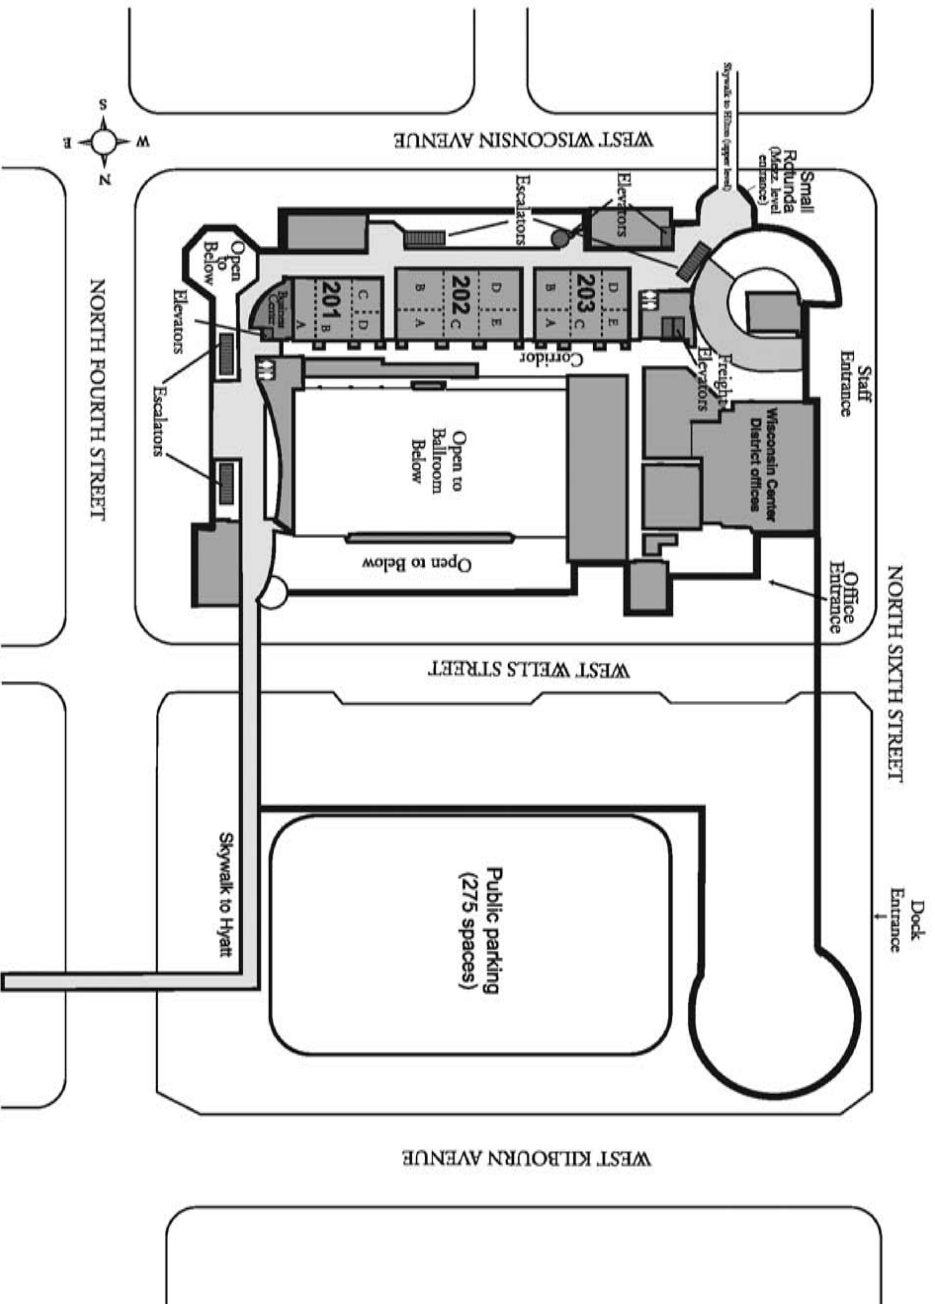 WEST WISCONSIN AVENUE
Skywalk to Hilton (upper level)
Small
Rotunda
(Mezz. level
entrance)
S
W
E
N
Escalators
Elevators
Open
to
Below
NORTH FOURTH STREET
Elevators
Escalators
Business
Center
201
A
B
C
D
202
A
B
C
D
E
203
A
B
C
D
E
Corridor
Freight
Elevators
Staff
Entrance
Wisconsin Center
District offices
Open to
Ballroom
Below
Open to Below
Office
Entrance
NORTH SIXTH STREET
WEST WELLS STREET
Skywalk to Hyatt
Public parking
(275 spaces)
Dock
Entrance
WEST KILBOURN AVENUE